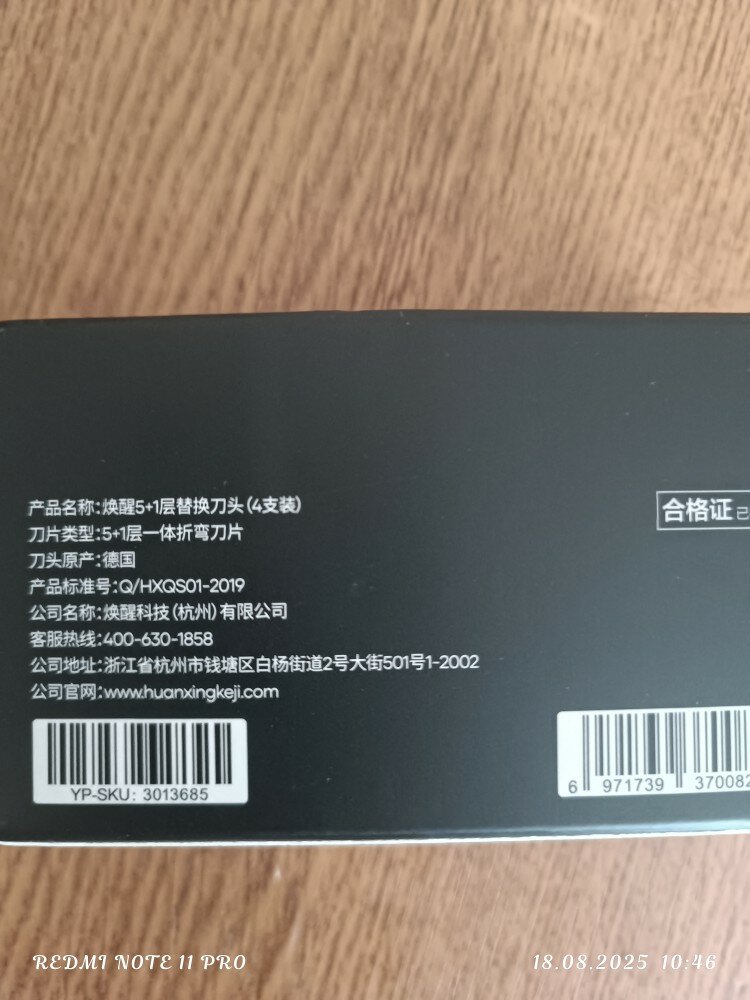 产品名称:焕醒5+1层替换刀头(4支装)
刀片类型:5+1层一体折弯刀片
刀头原产:德国
产品标准号:Q/HXQS01-2019
公司名称:焕醒科技(杭州)有限公司
客服热线:400-630-1858
公司地址:浙江省杭州市钱塘区白杨街道2号大街501号1-2002
公司官网:www.huanxingkeji.com
合格证 已
YP-SKU: 3013685
6 971739 370082
REDMI NOTE 11 PRO
18.08.2025 10:46